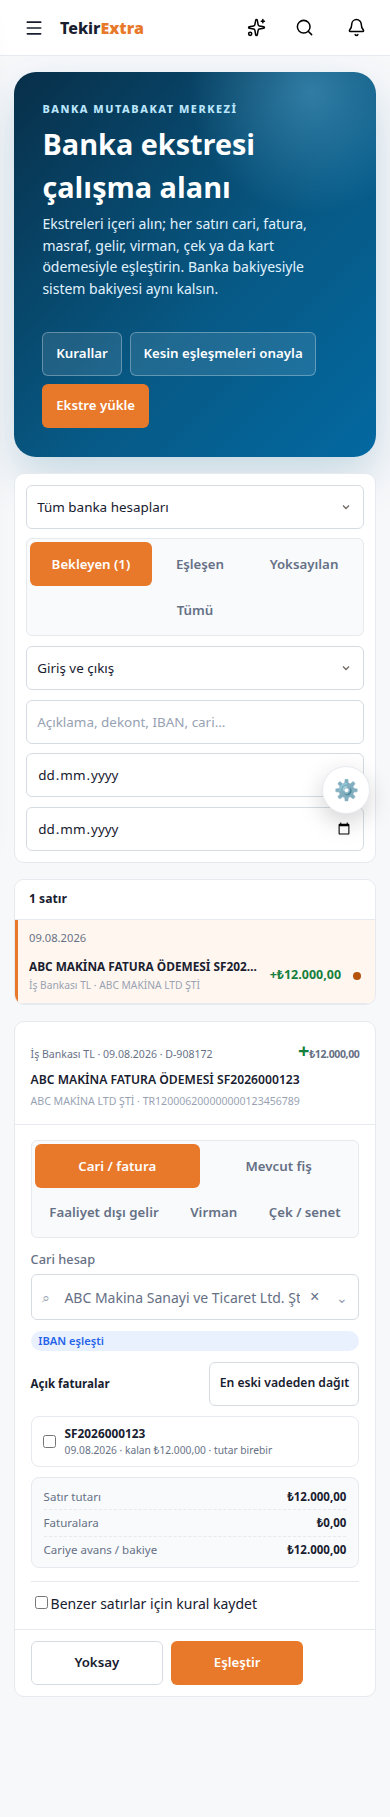 TekirExtra
BANKA MUTABAKAT MERKEZİ
Banka ekstresi
çalışma alanı
Ekstreleri içeri alın; her satırı cari, fatura,
masraf, gelir, virman, çek ya da kart
ödemesiyle eşleştirin. Banka bakiyesiyle
sistem bakiyesi aynı kalsın.
Kurallar
Kesin eşleşmeleri onayla
Ekstre yükle
Tüm banka hesapları
Bekleyen (1)
Eşleşen
Yoksayılan
Tümü
Giriş ve çıkış
Açıklama, dekont, IBAN, cari...
dd.mm.yyyy
dd.mm.yyyy
1 satır
09.08.2026
ABC MAKİNA FATURA ÖDEMESİ SF202...
+₺12.000,00
İş Bankası TL · ABC MAKİNA LTD ŞTİ
İş Bankası TL · 09.08.2026 · D-908172
+₺12.000,00
ABC MAKİNA FATURA ÖDEMESİ SF2026000123
ABC MAKİNA LTD ŞTİ · TR120006200000000123456789
Cari / fatura
Mevcut fiş
Faaliyet dışı gelir
Virman
Çek / senet
Cari hesap
ABC Makina Sanayi ve Ticaret Ltd. Şt
IBAN eşleşti
Açık faturalar
En eski vadeden dağıt
SF2026000123
09.08.2026 · kalan ₺12.000,00 · tutar birebir
Satır tutarı
₺12.000,00
Faturalara
₺0,00
Cariye avans / bakiye
₺12.000,00
Benzer satırlar için kural kaydet
Yoksay
Eşleştir